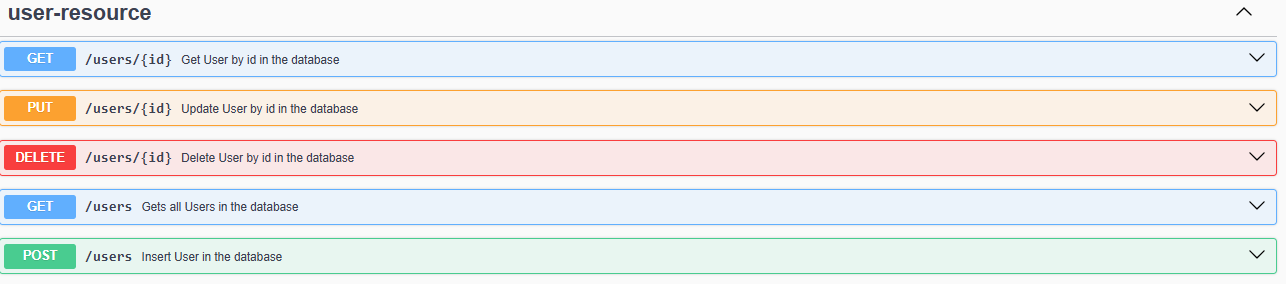 user-resource
GET /users/{id} Get User by id in the database
PUT /users/{id} Update User by id in the database
DELETE /users/{id} Delete User by id in the database
GET /users Gets all Users in the database
POST /users Insert User in the database